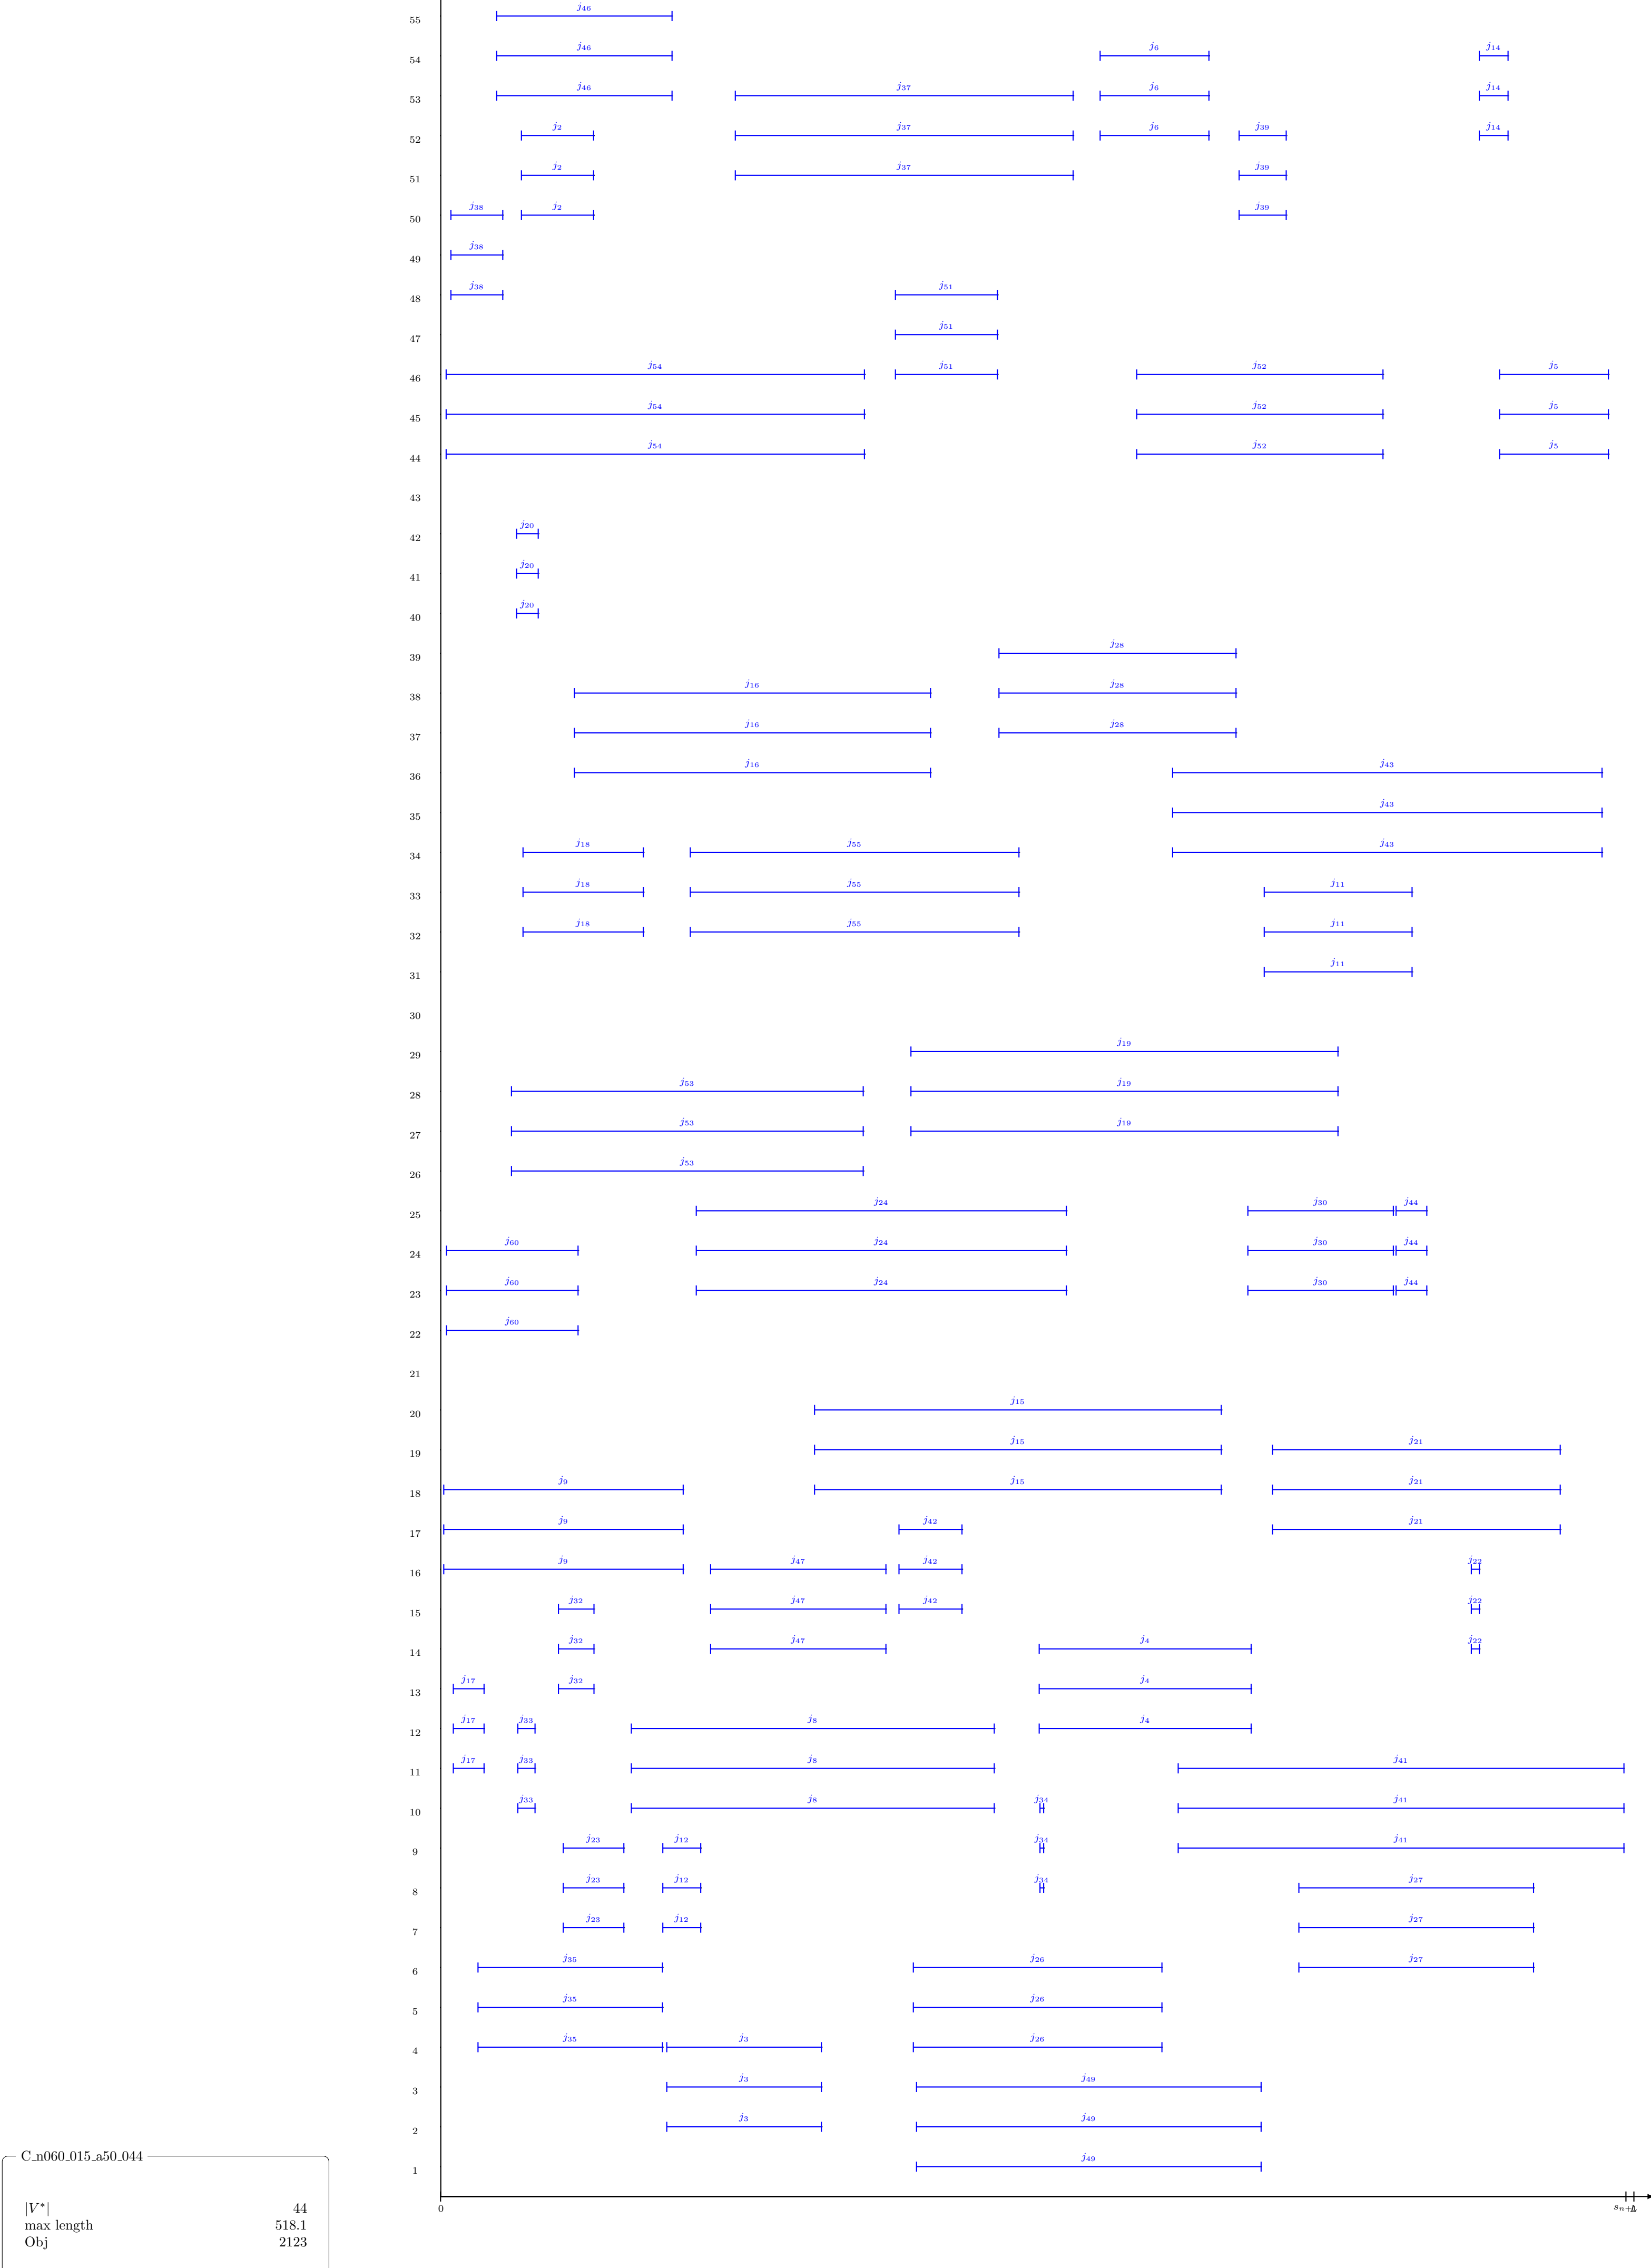 55 j46
j46 j6 j14
54
j46 j37 j6 j14
53
j2 j37 j6 j39 j14
52
j2 j37 j39
51
j38 j2 j39
50
j38
49
j38 j51
48
j51
47
j54 j51 j52 j5
46
j54 j52 j5
45
j54 j52 j5
44
43
j20
42
j20
41
j20
40
j28
39
j16 j28
38
j16 j28
37
j16 j43
36
j43
35
j18 j55 j43
34
j18 j55 j11
33
j18 j55 j11
32
j11
31
30
j19
29
j53 j19
28
j53 j19
27
j53
26
j24 j30 j44
25
j60 j24 j30 j44
24
j60 j24 j30 j44
23
j60
22
21
j15
20
j15 j21
19
j9 j15 j21
18
j9 j42 j21
17
j9 j47 j42 j22
16
j32 j47 j42 j22
15
j32 j47 j4 j22
14
j17 j32 j4
13
j17 j33 j8 j4
12
j17 j33 j8 j41
11
j33 j8 j34 j41
10
j23 j12 j34 j41
9
j23 j12 j34 j27
8
j23 j12 j27
7
j35 j26 j27
6
j35 j26
5
j35 j3 j26
4
j3 j49
3
j3 j49
2
j49
1
C_n060_015_a50_044
0
|V*| 44
max length 518.1
Obj 2123